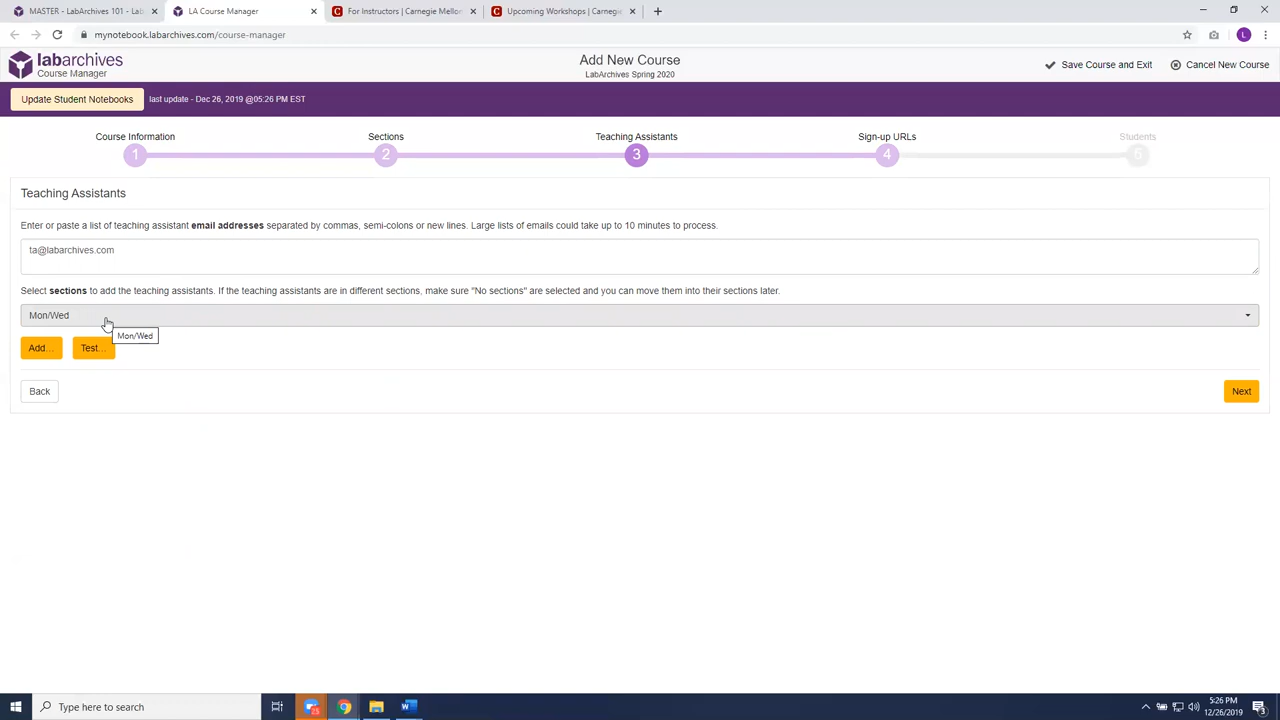 MASTER - LabArchives 101 - Lab
LA Course Manager
For Instructors | Carnegie Mellon
Upcoming Workshops | Carnegie
mynotebook.labarchives.com/course-manager
L
labarchives
Course Manager
Add New Course
LabArchives Spring 2020
Save Course and Exit
Cancel New Course
Update Student Notebooks
last update - Dec 26, 2019 @05:26 PM EST
Course Information
Sections
Teaching Assistants
Sign-up URLs
Students
1
2
3
4
Teaching Assistants
Enter or paste a list of teaching assistant email addresses separated by commas, semi-colons or new lines. Large lists of emails could take up to 10 minutes to process.
ta@labarchives.com
Select sections to add the teaching assistants. If the teaching assistants are in different sections, make sure "No sections" are selected and you can move them into their sections later.
Mon/Wed
Mon/Wed
Add...
Test...
Back
Next
Type here to search
5:26 PM
12/26/2019